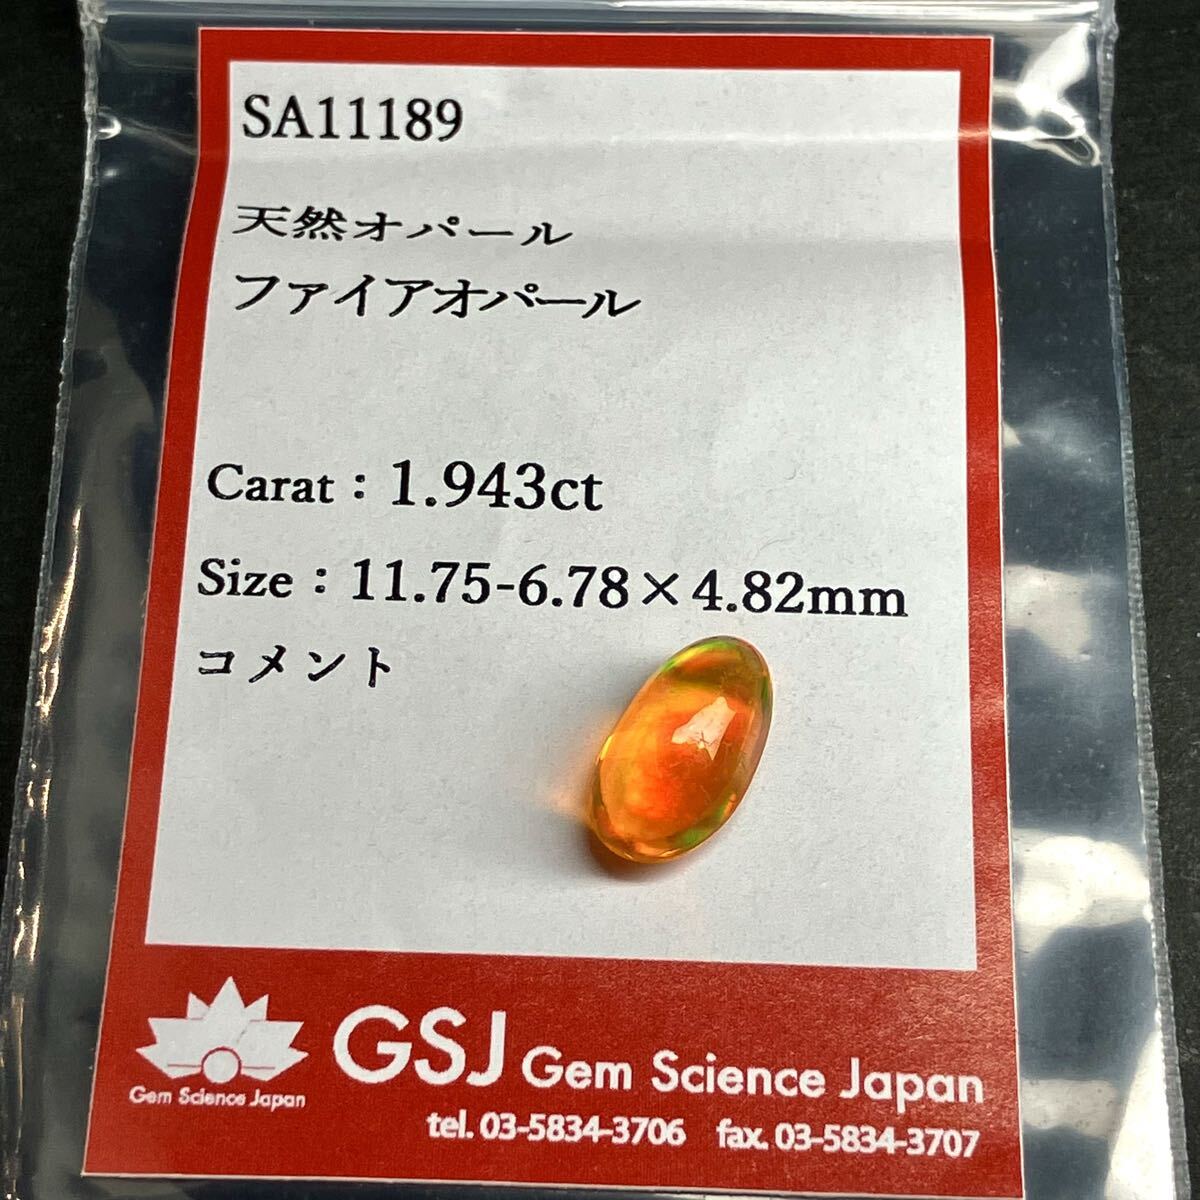 SA11189
天然オパール
ファイアオパール
Carat：1.943ct
Size：11.75-6.78×4.82mm
コメント
Gem Science Japan
GSJ Gem Science Japan
tel. 03-5834-3706 fax. 03-5834-3707